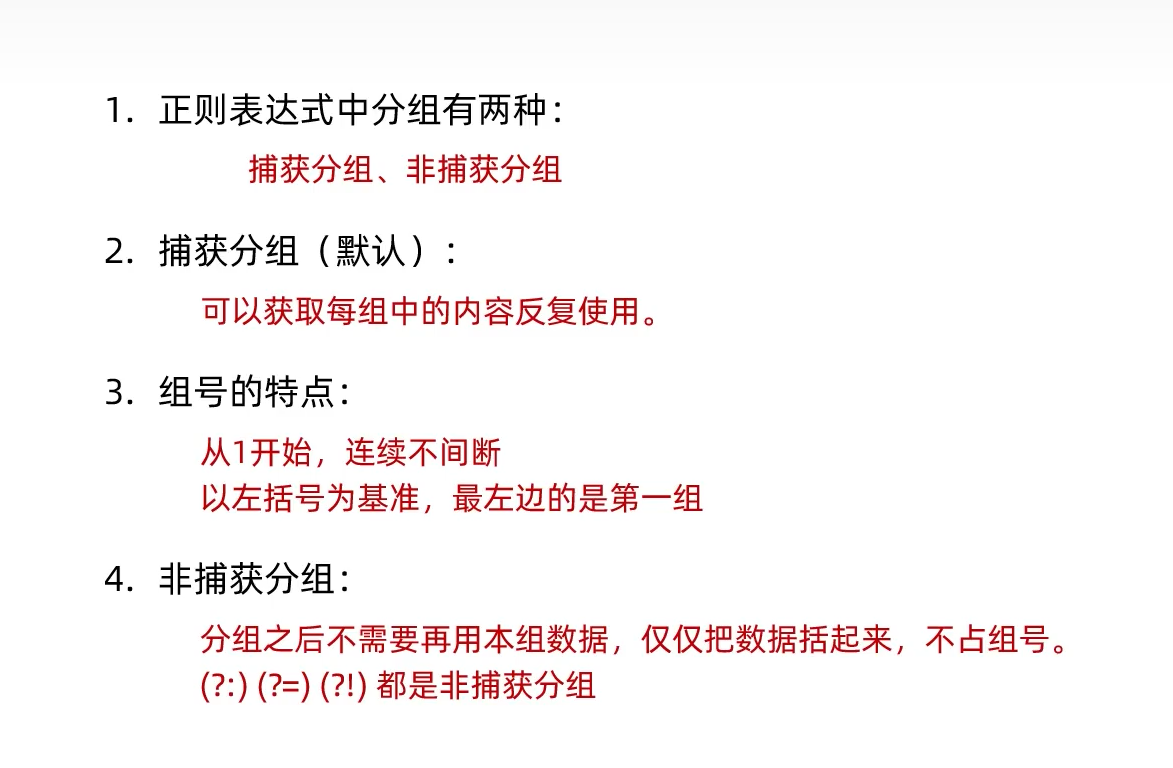 1. 正则表达式中分组有两种：
捕获分组、非捕获分组
2. 捕获分组（默认）：
可以获取每组中的内容反复使用。
3. 组号的特点：
从1开始，连续不间断
以左括号为基准，最左边的是第一组
4. 非捕获分组：
分组之后不需要再用本组数据，仅仅把数据括起来，不占组号。
(?:) (?=) (?!) 都是非捕获分组